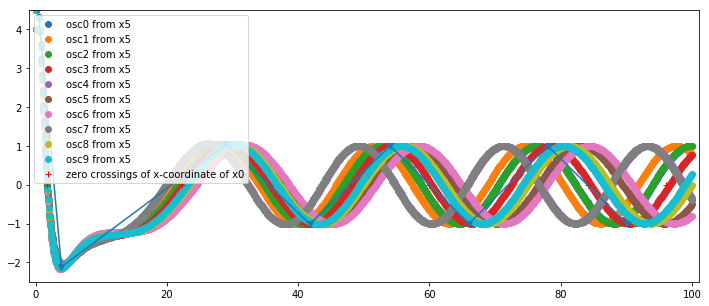 4
3
2
1
0
−1
−2
osc0 from x5
osc1 from x5
osc2 from x5
osc3 from x5
osc4 from x5
osc5 from x5
osc6 from x5
osc7 from x5
osc8 from x5
osc9 from x5
zero crossings of x-coordinate of x0
0
20
40
60
80
100